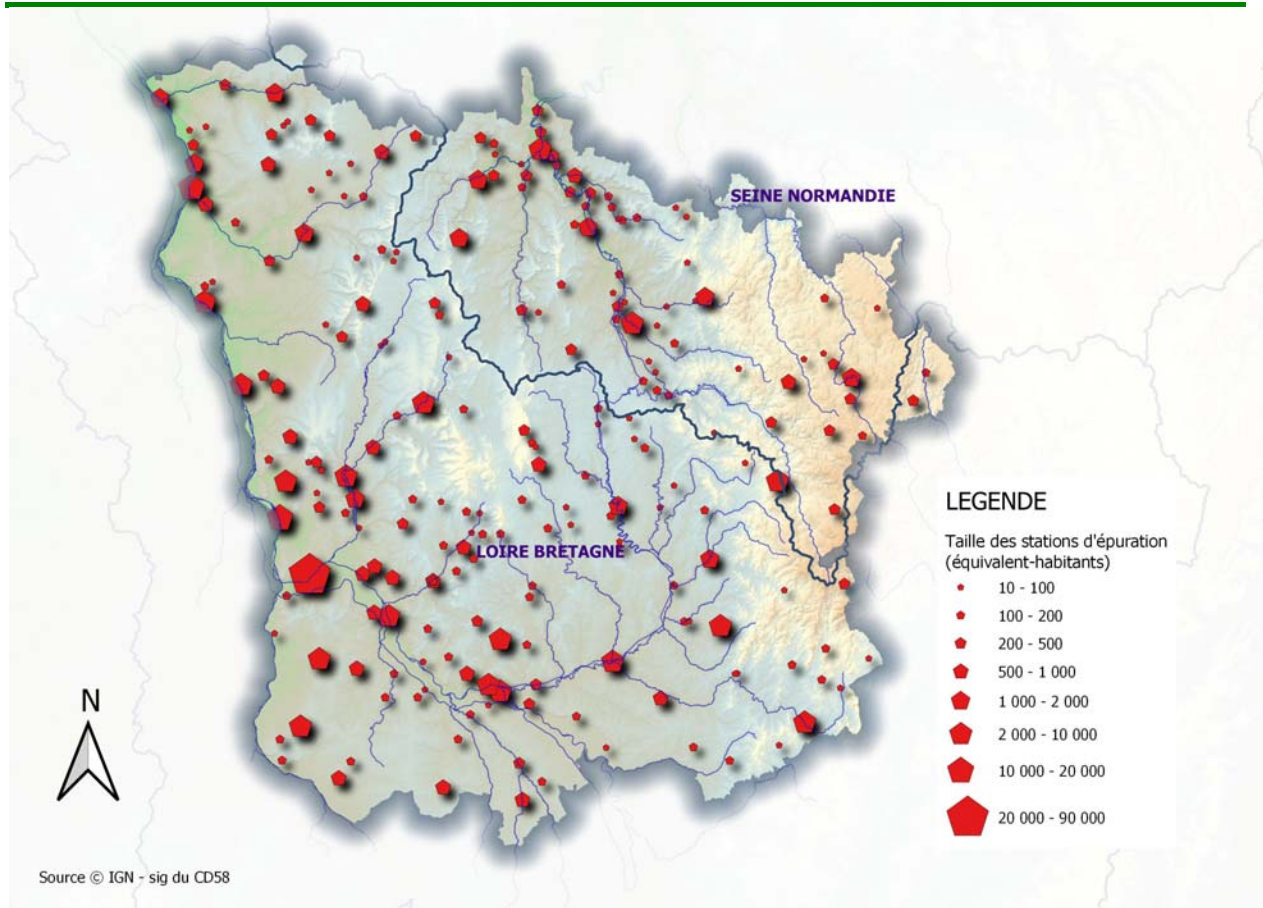 SEINE NORMANDIE
LOIRE BRETAGNE
N
LEGENDE
Taille des stations d'épuration
(équivalent-habitants)
10 - 100
100 - 200
200 - 500
500 - 1 000
1 000 - 2 000
2 000 - 10 000
10 000 - 20 000
20 000 - 90 000
Source © IGN - sig du CD58